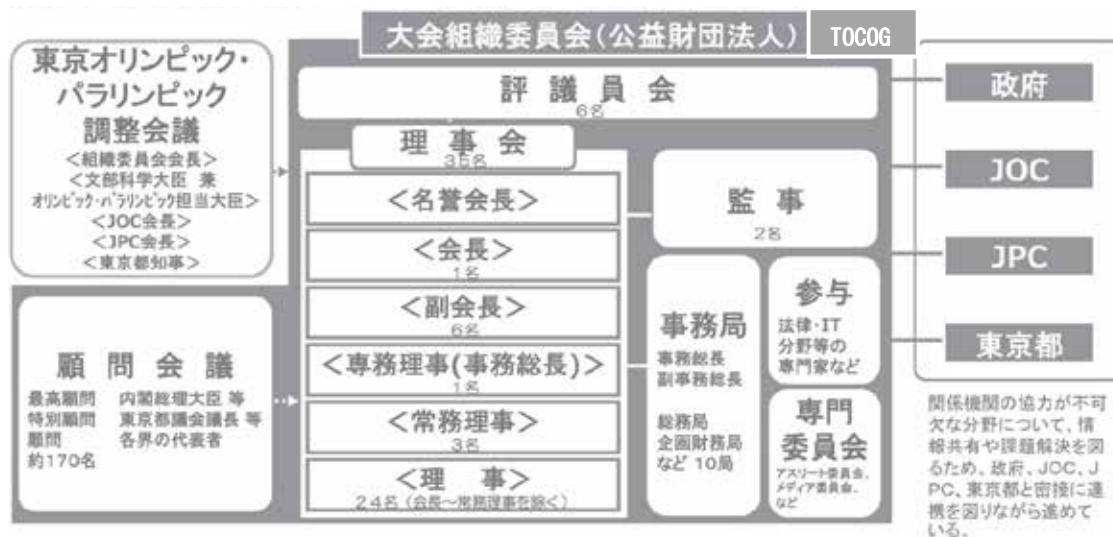 大会組織委員会(公益財団法人) TOCOG
東京オリンピック・
パラリンピック
調整会議
<組織委員会会長>
<文部科学大臣 兼
オリンピック・パラリンピック担当大臣>
<JOC会長>
<JPC会長>
<東京都知事>
顧問会議
最高顧問 内閣総理大臣 等
特別顧問 東京都議会議長 等
顧問 各界の代表者
約170名
評議員会
6名
理事会
35名
<名誉会長>
<会長>
1名
<副会長>
6名
<専務理事(事務総長)>
1名
<常務理事>
3名
<理 事>
24名(会長～常務理事を除く)
監事
2名
事務局
事務総長
副事務総長
総務局
企画財務局
など 10局
参与
法律・IT
分野等の
専門家など
専門
委員会
アスリート委員会、
メディア委員会、
など
政府
JOC
JPC
東京都
関係機関の協力が不可
欠な分野について、情
報共有や課題解決を図
るため、政府、JOC、J
PC、東京都と密接に連
携を図りながら進めて
いる。